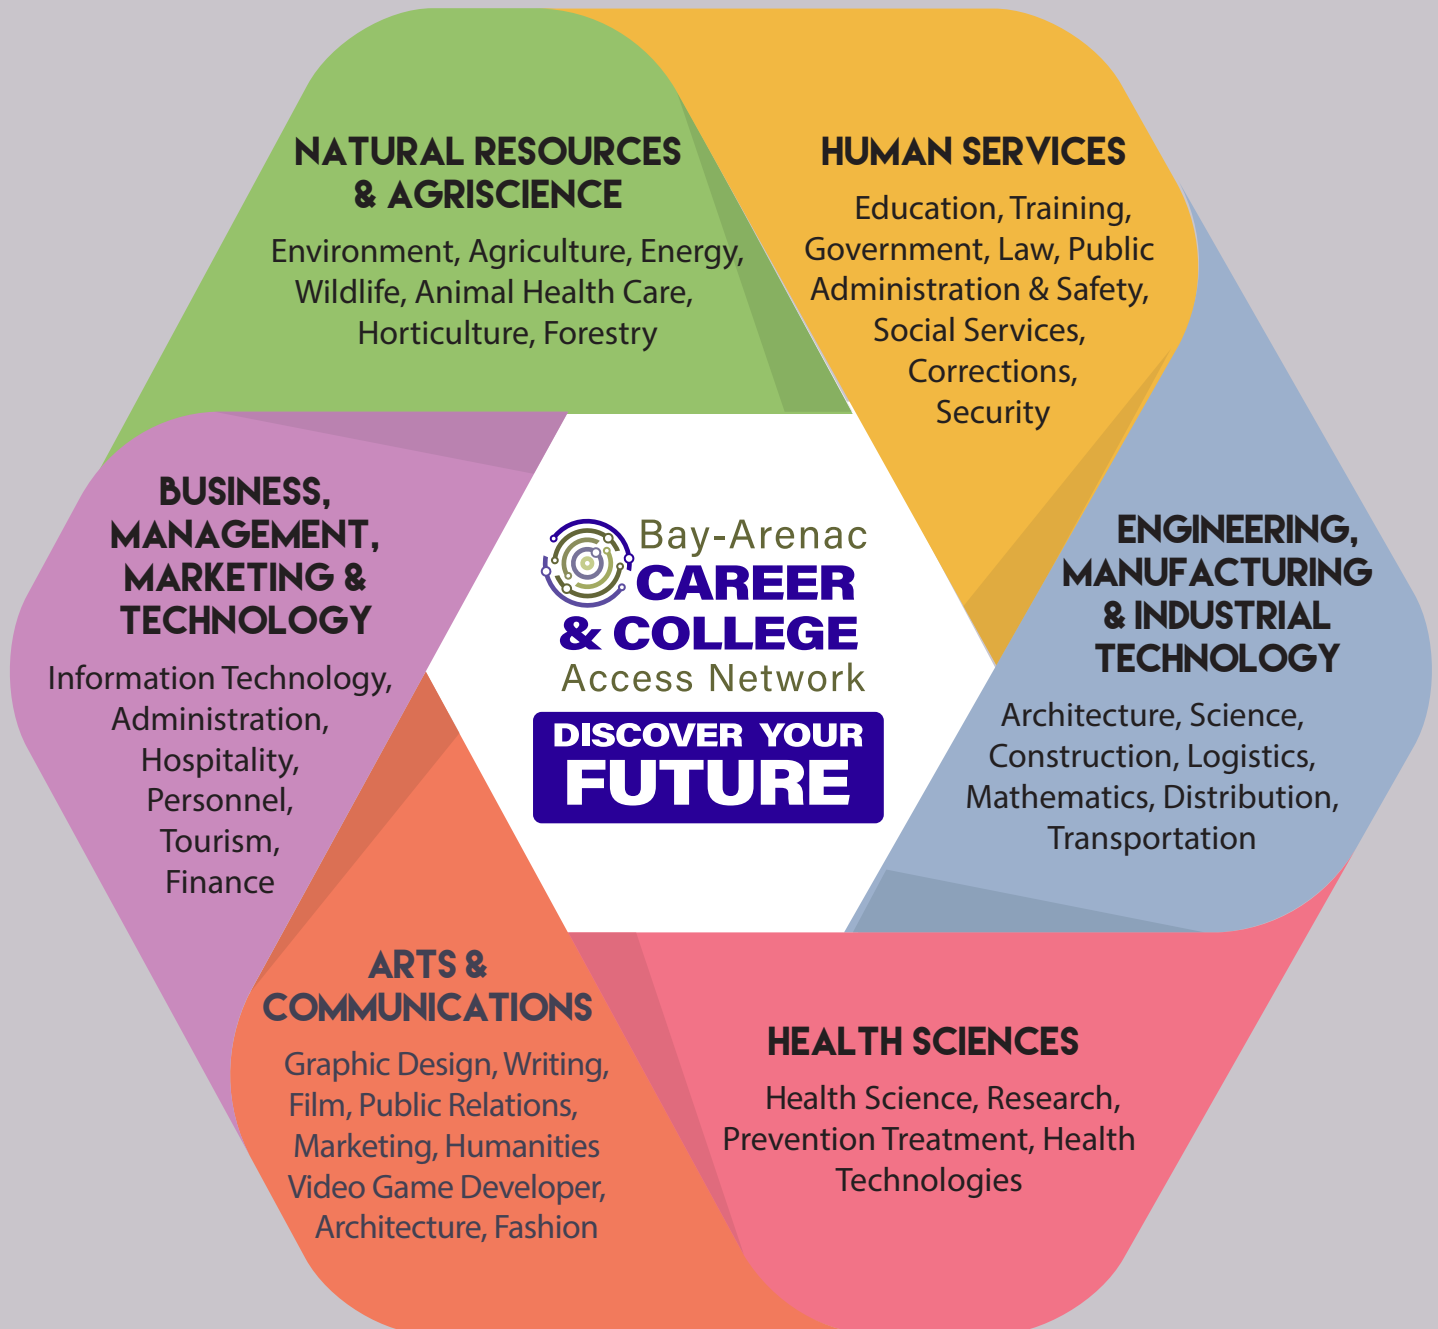 NATURAL RESOURCES
& AGRISCIENCE
Environment, Agriculture, Energy,
Wildlife, Animal Health Care,
Horticulture, Forestry
HUMAN SERVICES
Education, Training,
Government, Law, Public
Administration & Safety,
Social Services,
Corrections,
Security
BUSINESS,
MANAGEMENT,
MARKETING &
TECHNOLOGY
Information Technology,
Administration,
Hospitality,
Personnel,
Tourism,
Finance
Bay-Arenac
CAREER
& COLLEGE
Access Network
DISCOVER YOUR
FUTURE
ENGINEERING,
MANUFACTURING
& INDUSTRIAL
TECHNOLOGY
Architecture, Science,
Construction, Logistics,
Mathematics, Distribution,
Transportation
ARTS &
COMMUNICATIONS
Graphic Design, Writing,
Film, Public Relations,
Marketing, Humanities
Video Game Developer,
Architecture, Fashion
HEALTH SCIENCES
Health Science, Research,
Prevention Treatment, Health
Technologies